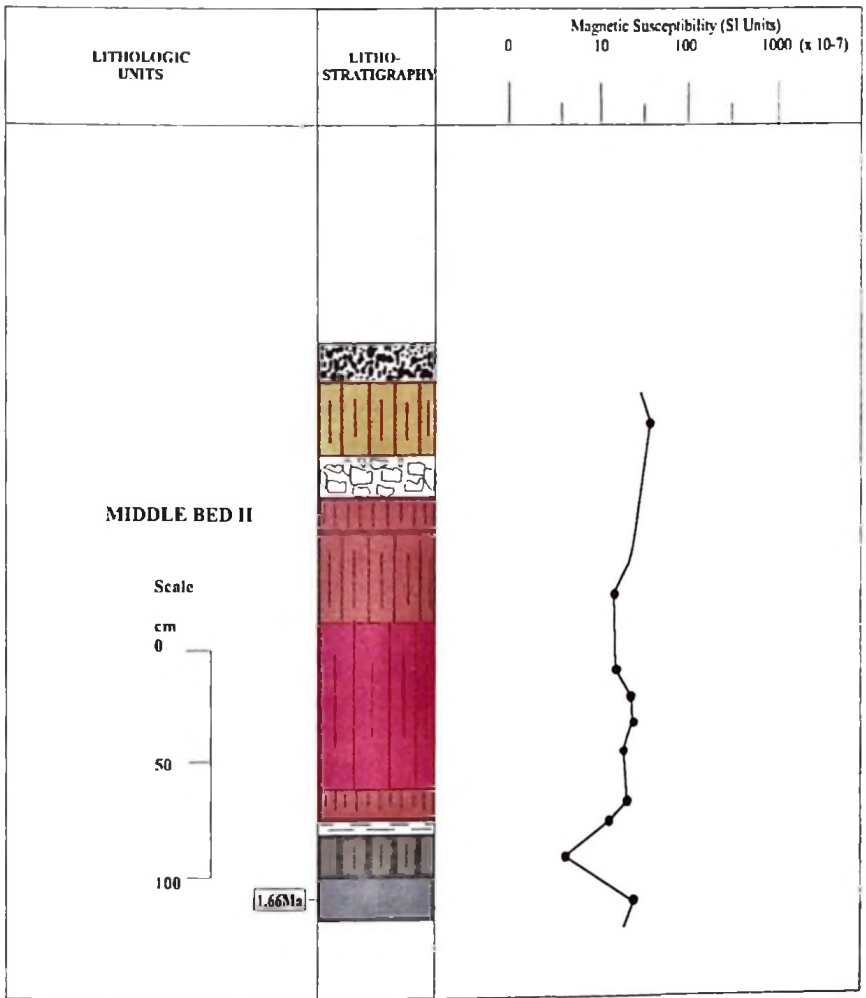 LITHOLOGIC
UNITS
LITHO-
STRATIGRAPHY
Magnetic Susceptibility (SI Units)
0 10 100 1000 (x 10-7)
MIDDLE BED II
Scale
cm
0
50
100
1.66Ma